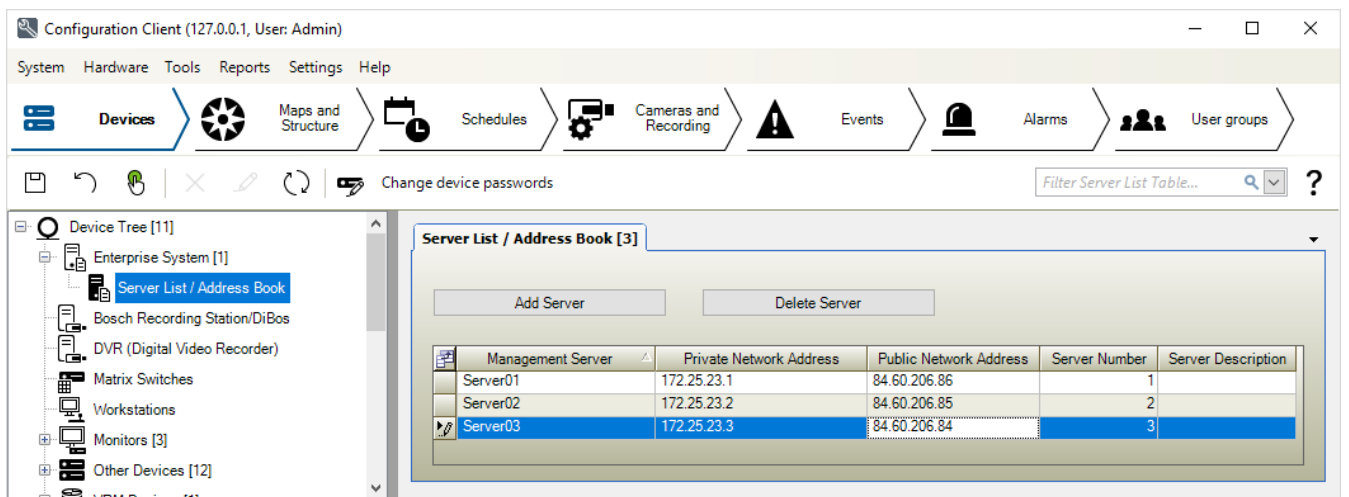 Configuration Client (127.0.0.1, User: Admin)
System Hardware Tools Reports Settings Help
Devices Maps and Structure Schedules Cameras and Recording Events Alarms User groups
Change device passwords Filter Server List Table... ?
Device Tree [11]
Enterprise System [1]
Server List / Address Book
Bosch Recording Station/DiBos
DVR (Digital Video Recorder)
Matrix Switches
Workstations
Monitors [3]
Other Devices [12]
Server List / Address Book [3]
Add Server Delete Server
Management Server Private Network Address Public Network Address Server Number Server Description
Server01 172.25.23.1 84.60.206.86 1
Server02 172.25.23.2 84.60.206.85 2
Server03 172.25.23.3 84.60.206.84 3